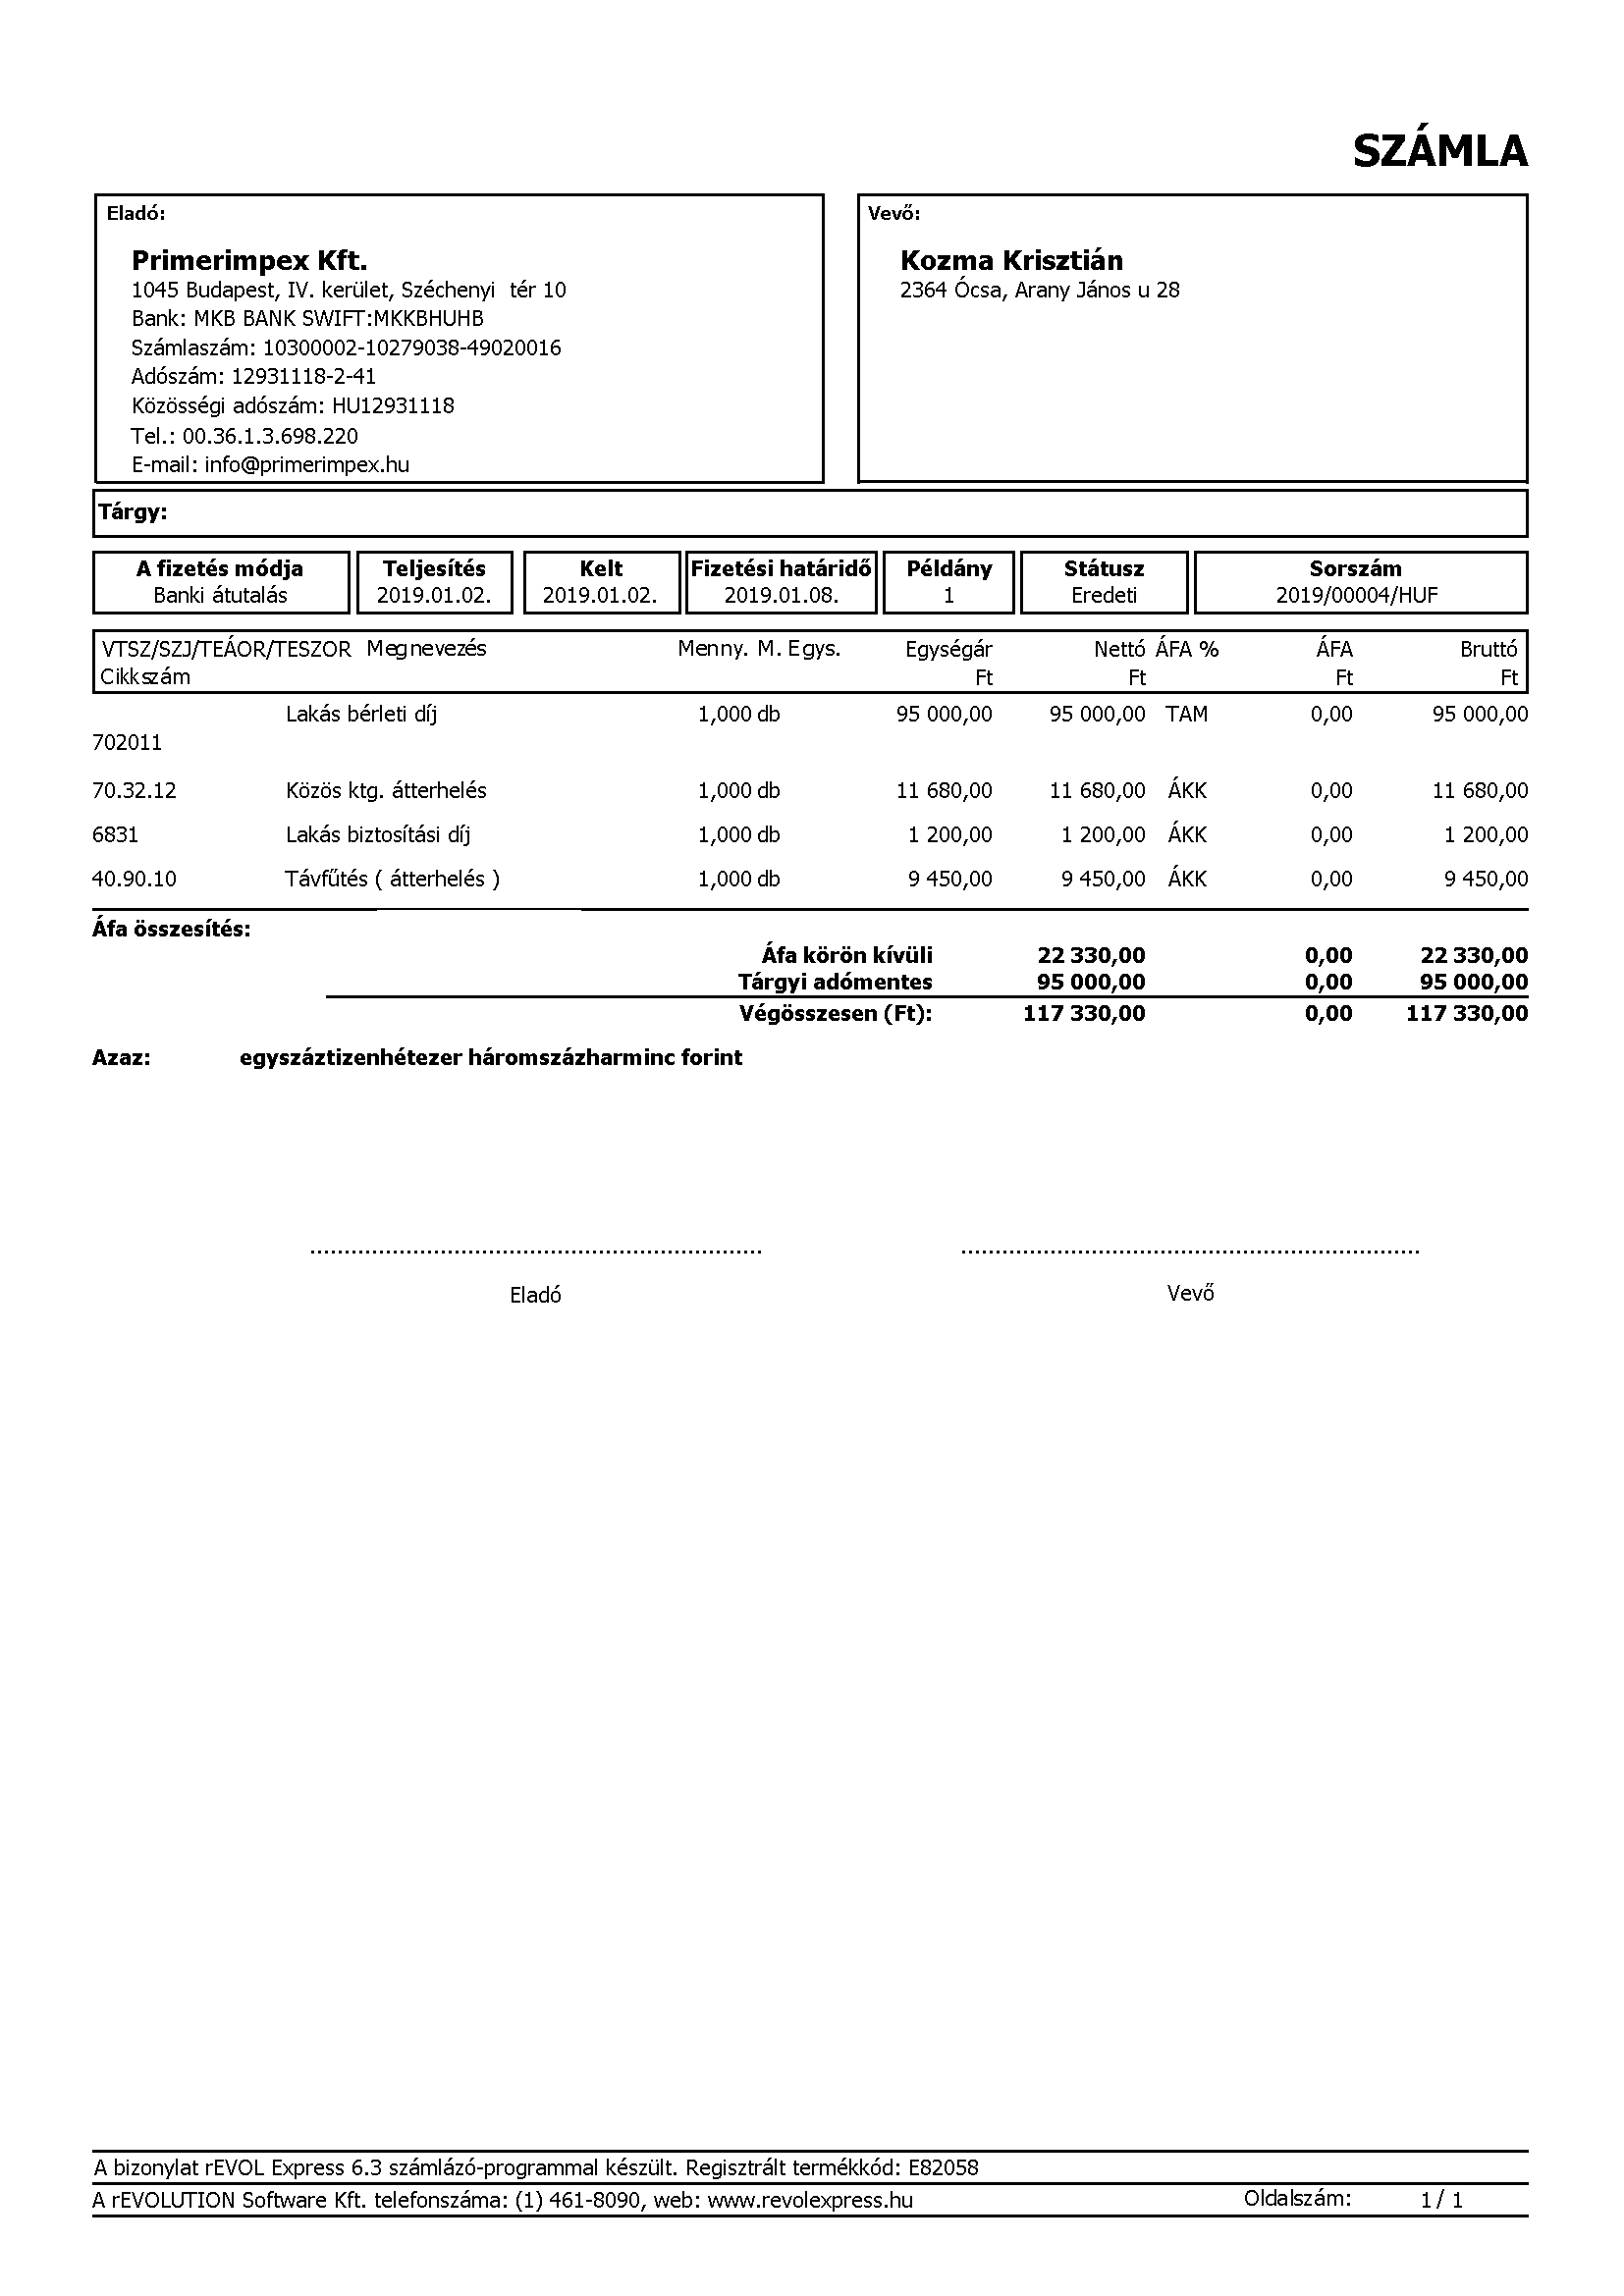 SZÁMLA
Eladó:
Primerimpex Kft.
1045 Budapest, IV. kerület, Széchenyi tér 10
Bank: MKB BANK SWIFT:MKKBHUHB
Számlaszám: 10300002-10279038-49020016
Adószám: 12931118-2-41
Közösségi adószám: HU12931118
Tel.: 00.36.1.3.698.220
E-mail: info@primerimpex.hu
Vevő:
Kozma Krisztián
2364 Ócsa, Arany János u 28
Tárgy:
A fizetés módja Teljesítés Kelt Fizetési határidő Példány Státusz Sorszám
Banki átutalás 2019.01.02. 2019.01.02. 2019.01.08. 1 Eredeti 2019/00004/HUF
VTSZ/SZJ/TEÁOR/TESZOR Megnevezés Menny. M. Egys. Egységár Nettó ÁFA % ÁFA Bruttó
Cikkszám Ft Ft Ft Ft
Lakás bérleti díj 1,000 db 95 000,00 95 000,00 TAM 0,00 95 000,00
702011
70.32.12 Közös ktg. átterhelés 1,000 db 11 680,00 11 680,00 ÁKK 0,00 11 680,00
6831 Lakás biztosítási díj 1,000 db 1 200,00 1 200,00 ÁKK 0,00 1 200,00
40.90.10 Távfűtés ( átterhelés ) 1,000 db 9 450,00 9 450,00 ÁKK 0,00 9 450,00
Áfa összesítés:
Áfa körön kívüli 22 330,00 0,00 22 330,00
Tárgyi adómentes 95 000,00 0,00 95 000,00
Végösszesen (Ft): 117 330,00 0,00 117 330,00
Azaz: egyszáztizenhétezer háromszázharminc forint
Eladó Vevő
A bizonylat rEVOL Express 6.3 számlázó-programmal készült. Regisztrált termékkód: E82058
A rEVOLUTION Software Kft. telefonszáma: (1) 461-8090, web: www.revolexpress.hu Oldalszám: 1/ 1